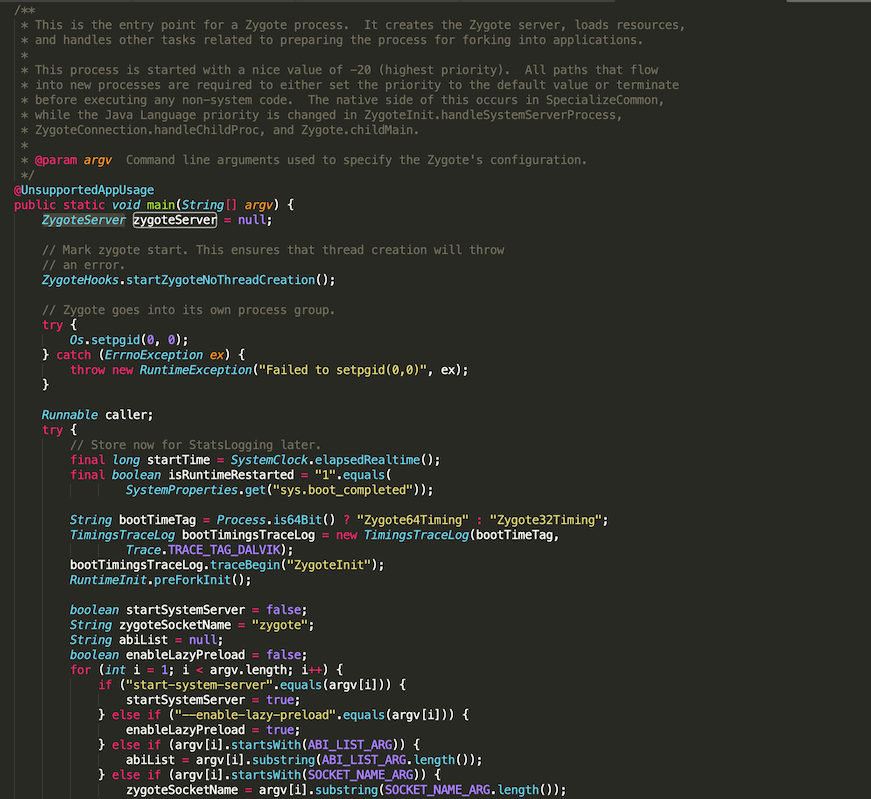 /**
 * This is the entry point for a Zygote process.  It creates the Zygote server, loads resources,
 * and handles other tasks related to preparing the process for forking into applications.
 *
 * This process is started with a nice value of -20 (highest priority).  All paths that flow
 * into new processes are required to either set the priority to the default value or terminate
 * before executing any non-system code.  The native side of this occurs in SpecializeCommon,
 * while the Java Language priority is changed in ZygoteInit.handleSystemServerProcess,
 * ZygoteConnection.handleChildProc, and Zygote.childMain.
 *
 * @param argv  Command line arguments used to specify the Zygote's configuration.
 */
@UnsupportedAppUsage
public static void main(String[] argv) {
    ZygoteServer zygoteServer = null;

    // Mark zygote start. This ensures that thread creation will throw
    // an error.
    ZygoteHooks.startZygoteNoThreadCreation();

    // Zygote goes into its own process group.
    try {
        Os.setpgid(0, 0);
    } catch (ErrnoException ex) {
        throw new RuntimeException("Failed to setpgid(0,0)", ex);
    }

    Runnable caller;
    try {
        // Store now for StatsLogging later.
        final long startTime = SystemClock.elapsedRealtime();
        final boolean isRuntimeRestarted = "1".equals(
                SystemProperties.get("sys.boot_completed"));

        String bootTimeTag = Process.is64Bit() ? "Zygote64Timing" : "Zygote32Timing";
        TimingsTraceLog bootTimingsTraceLog = new TimingsTraceLog(bootTimeTag,
                Trace.TRACE_TAG_DALVIK);
        bootTimingsTraceLog.traceBegin("ZygoteInit");
        RuntimeInit.preForkInit();

        boolean startSystemServer = false;
        String zygoteSocketName = "zygote";
        String abiList = null;
        boolean enableLazyPreload = false;
        for (int i = 1; i < argv.length; i++) {
            if ("start-system-server".equals(argv[i])) {
                startSystemServer = true;
            } else if ("--enable-lazy-preload".equals(argv[i])) {
                enableLazyPreload = true;
            } else if (argv[i].startsWith(ABI_LIST_ARG)) {
                abiList = argv[i].substring(ABI_LIST_ARG.length());
            } else if (argv[i].startsWith(SOCKET_NAME_ARG)) {
                zygoteSocketName = argv[i].substring(SOCKET_NAME_ARG.length());